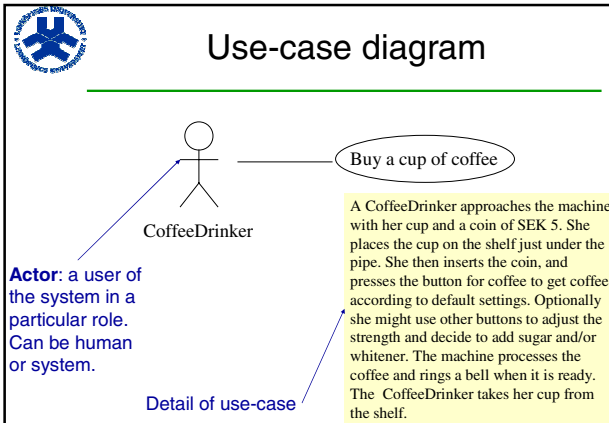 Use-case diagram
Buy a cup of coffee
CoffeeDrinker
Actor: a user of
the system in a
particular role.
Can be human
or system.
A CoffeeDrinker approaches the machine
with her cup and a coin of SEK 5. She
places the cup on the shelf just under the
pipe. She then inserts the coin, and
presses the button for coffee to get coffee
according to default settings. Optionally
she might use other buttons to adjust the
strength and decide to add sugar and/or
whitener. The machine processes the
coffee and rings a bell when it is ready.
The CoffeeDrinker takes her cup from
the shelf.
Detail of use-case